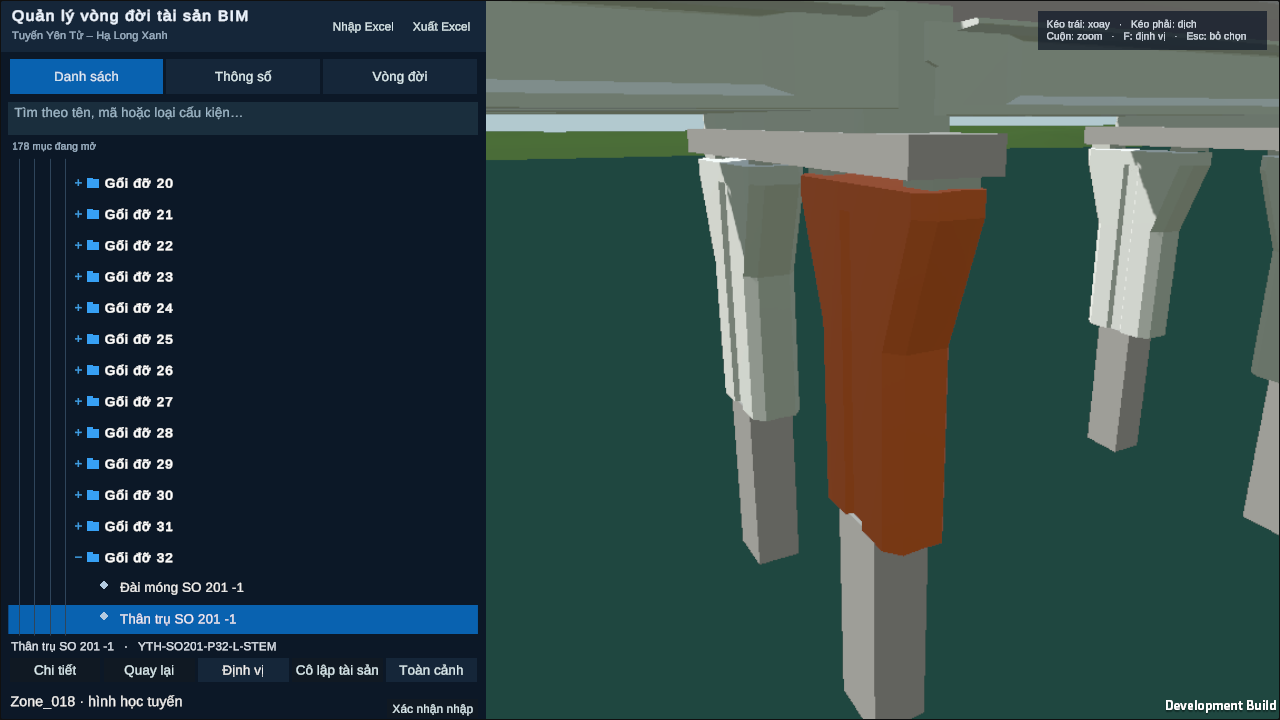 Quản lý vòng đời tài sản BIM
Tuyến Yên Tử – Hạ Long Xanh
Nhập Excel
Xuất Excel
Danh sách
Thông số
Vòng đời
Tìm theo tên, mã hoặc loại cấu kiện...
178 mục đang mở
+ Gối đỡ 20
+ Gối đỡ 21
+ Gối đỡ 22
+ Gối đỡ 23
+ Gối đỡ 24
+ Gối đỡ 25
+ Gối đỡ 26
+ Gối đỡ 27
+ Gối đỡ 28
+ Gối đỡ 29
+ Gối đỡ 30
+ Gối đỡ 31
− Gối đỡ 32
Đài móng SO 201 -1
Thân trụ SO 201 -1
Thân trụ SO 201 -1 · YTH-SO201-P32-L-STEM
Chi tiết
Quay lại
Định vị
Cô lập tài sản
Toàn cảnh
Zone_018 · hình học tuyến
Xác nhận nhập
Kéo trái: xoay · Kéo phải: dịch
Cuộn: zoom · F: định vị · Esc: bỏ chọn
Development Build